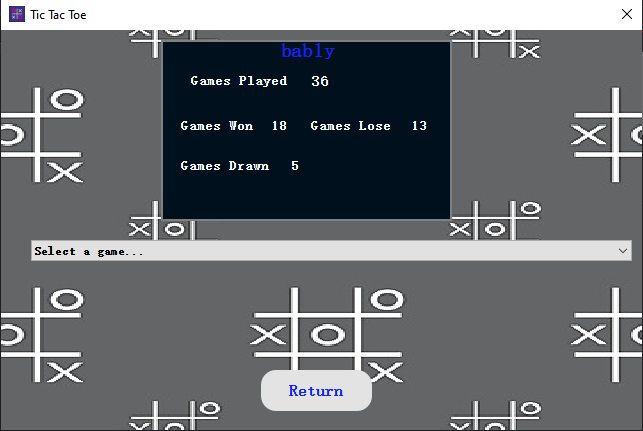 Tic Tac Toe
bably
Games Played 36
Games Won 18 Games Lose 13
Games Drawn 5
Select a game...
Return